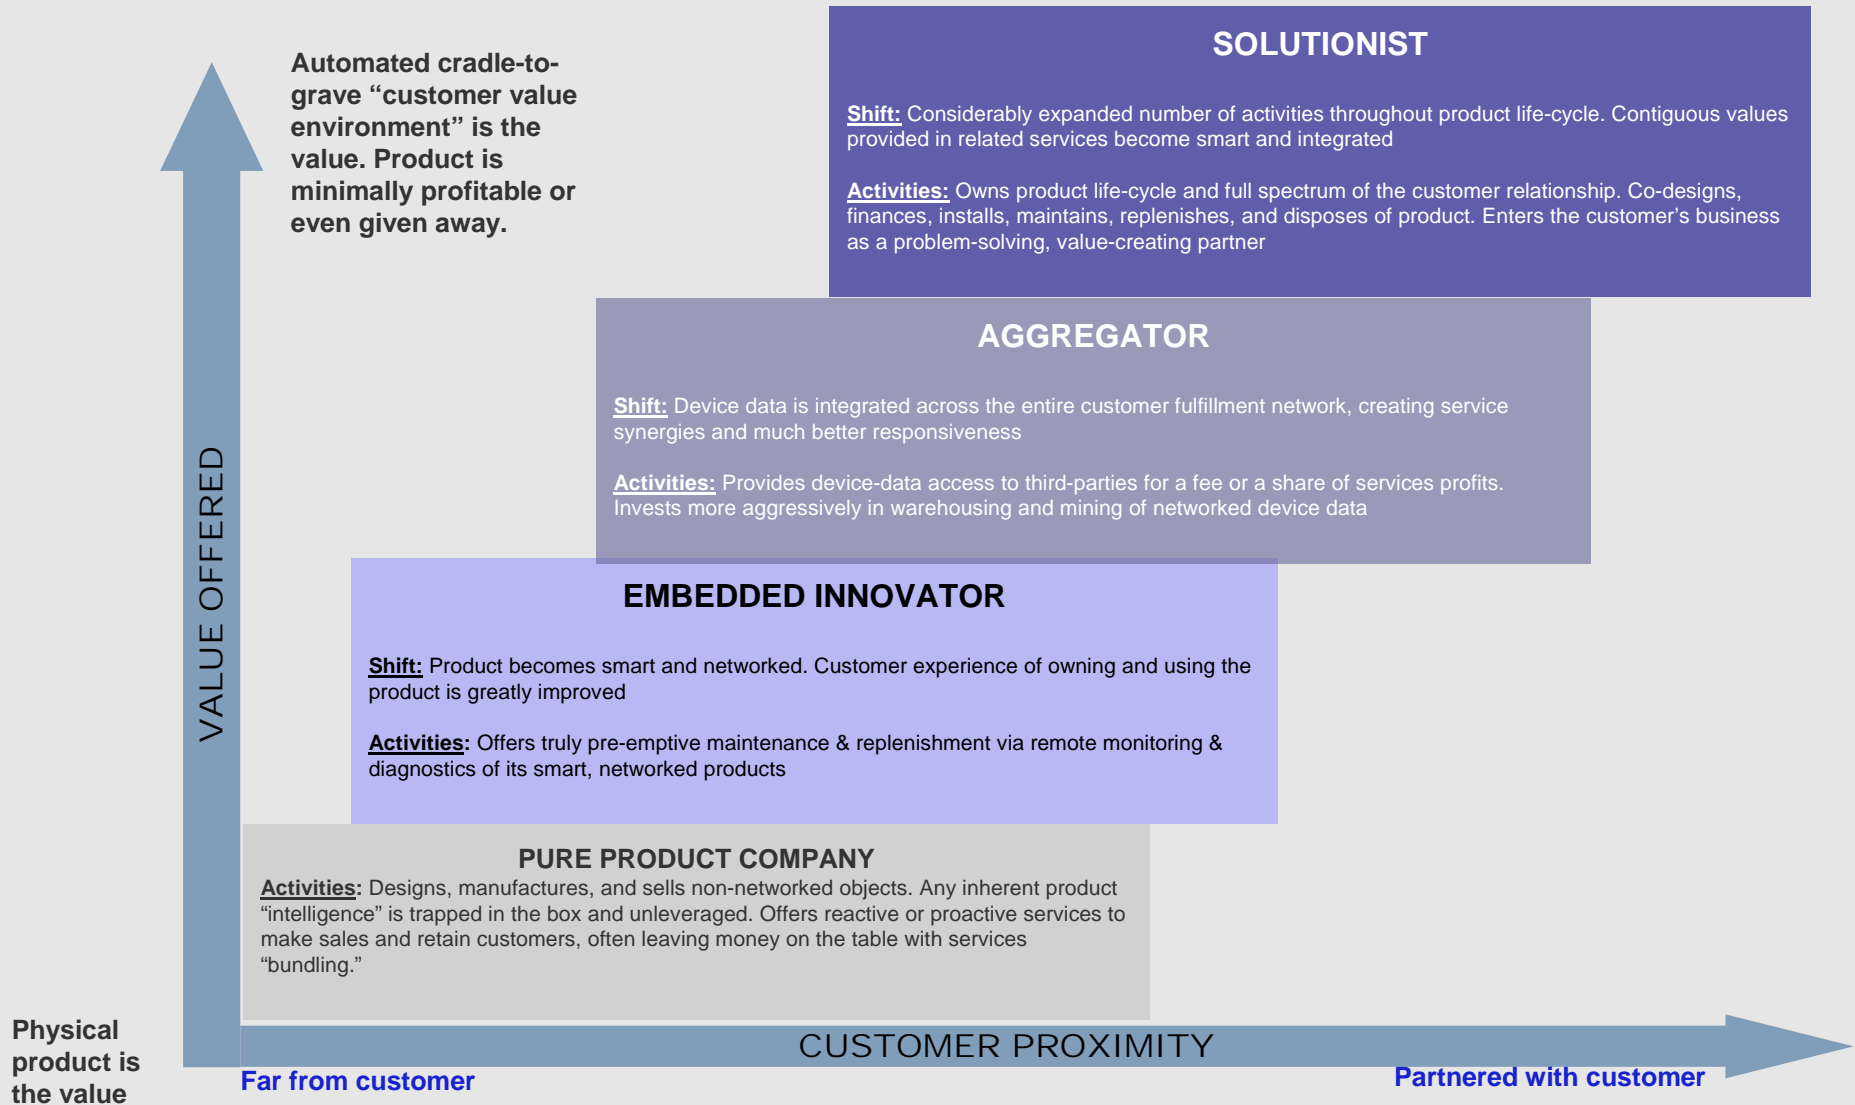 SOLUTIONIST
Shift: Considerably expanded number of activities throughout product life-cycle. Contiguous values
provided in related services become smart and integrated
Activities: Owns product life-cycle and full spectrum of the customer relationship. Co-designs,
finances, installs, maintains, replenishes, and disposes of product. Enters the customer’s business
as a problem-solving, value-creating partner
Automated cradle-to-
grave “customer value
environment” is the
value. Product is
minimally profitable or
even given away.
AGGREGATOR
Shift: Device data is integrated across the entire customer fulfillment network, creating service
synergies and much better responsiveness
Activities: Provides device-data access to third-parties for a fee or a share of services profits.
Invests more aggressively in warehousing and mining of networked device data
VALUE OFFERED
EMBEDDED INNOVATOR
Shift: Product becomes smart and networked. Customer experience of owning and using the
product is greatly improved
Activities: Offers truly pre-emptive maintenance & replenishment via remote monitoring &
diagnostics of its smart, networked products
PURE PRODUCT COMPANY
Activities: Designs, manufactures, and sells non-networked objects. Any inherent product
“intelligence” is trapped in the box and unleveraged. Offers reactive or proactive services to
make sales and retain customers, often leaving money on the table with services
“bundling.”
Physical
product is
the value
CUSTOMER PROXIMITY
Far from customer
Partnered with customer